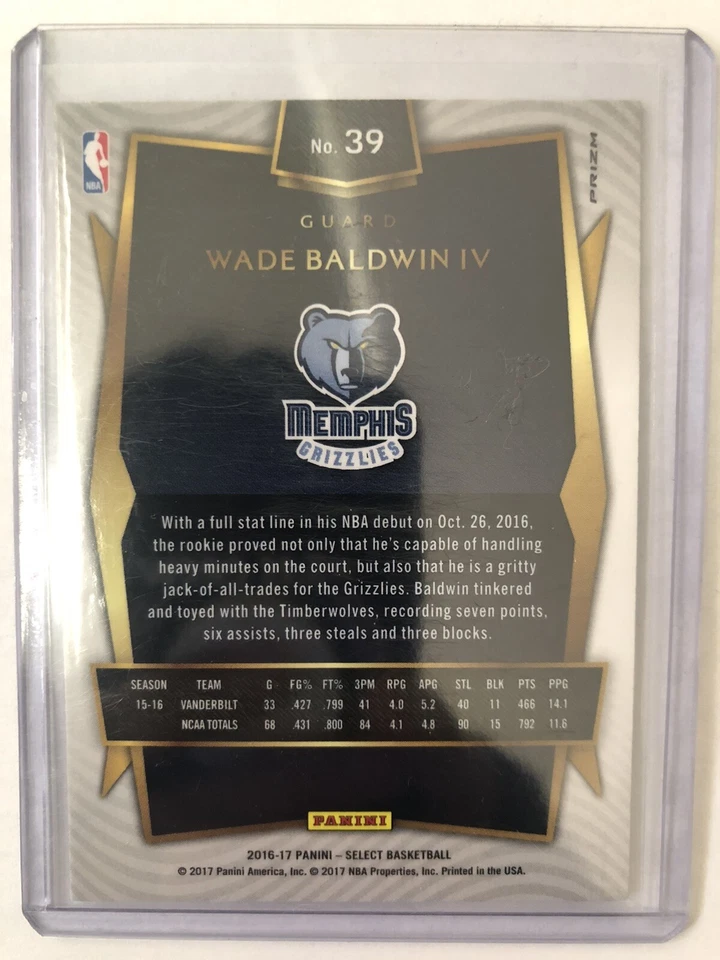 No. 39
NBA
PRIZM
GUARD
WADE BALDWIN IV
MEMPHIS
GRIZZLIES
With a full stat line in his NBA debut on Oct. 26, 2016,
the rookie proved not only that he's capable of handling
heavy minutes on the court, but also that he is a gritty
jack-of-all-trades for the Grizzlies. Baldwin tinkered
and toyed with the Timberwolves, recording seven points,
six assists, three steals and three blocks.
SEASON TEAM G FG% FT% 3PM RPG APG STL BLK PTS PPG
15-16 VANDERBILT 33 .427 .799 41 4.0 5.2 40 11 466 14.1
NCAA TOTALS 68 .431 .800 84 4.1 4.8 90 15 792 11.6
PANINI
2016-17 PANINI – SELECT BASKETBALL
© 2017 Panini America, Inc. © 2017 NBA Properties, Inc. Printed in the USA.